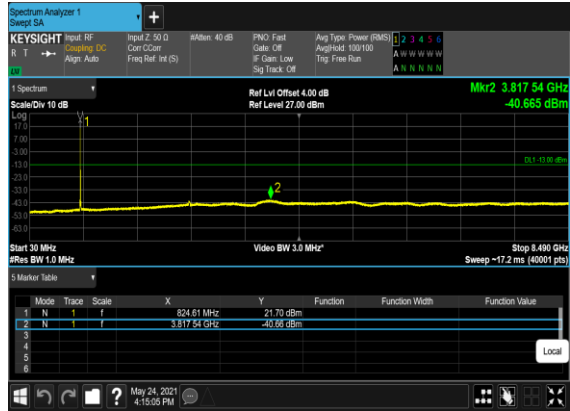 Spectrum Analyzer 1
Swept SA
+
KEYSIGHT
R T
LXI
Input: RF
Coupling: DC
Align: Auto
Input Z: 50 Ω
Corr CCorr
Freq Ref: Int (S)
#Atten: 40 dB
PNO: Fast
Gate: Off
IF Gain: Low
Sig Track: Off
Avg Type: Power (RMS)
Avg|Hold: 100/100
Trig: Free Run
1 2 3 4 5 6
A W W W W W
A N N N N N
1 Spectrum
Scale/Div 10 dB
Ref Lvl Offset 4.00 dB
Ref Level 27.00 dBm
Mkr2 3.817 54 GHz
-40.665 dBm
Log
17.0
7.00
-3.00
-13.0
-23.0
-33.0
-43.0
-53.0
-63.0
1
2
DL1 -13.00 dBm
Start 30 MHz
#Res BW 1.0 MHz
Video BW 3.0 MHz*
Stop 8.490 GHz
Sweep ~17.2 ms (40001 pts)
5 Marker Table
Mode Trace Scale X Y Function Function Width Function Value
1 N 1 f 824.61 MHz 21.70 dBm
2 N 1 f 3.817 54 GHz -40.66 dBm
3
4
5
6
Local
?
May 24, 2021
4:15:05 PM